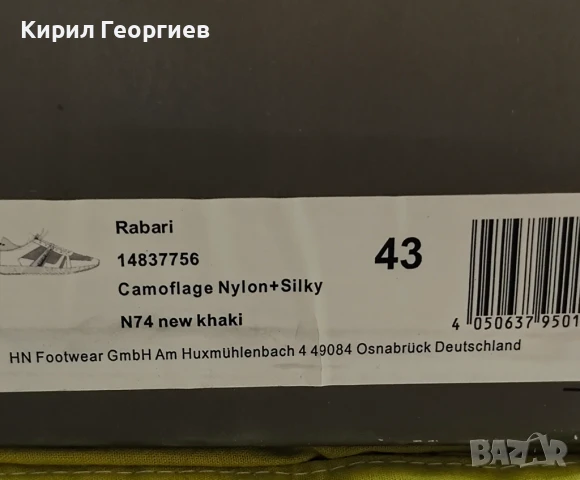 Кирил Георгиев
Rabari
14837756
43
Camoflage Nylon+Silky
N74 new khaki
4 050637 9501
HN Footwear GmbH Am Huxmühlenbach 4 49084 Osnabrück Deutschland
BAZAR